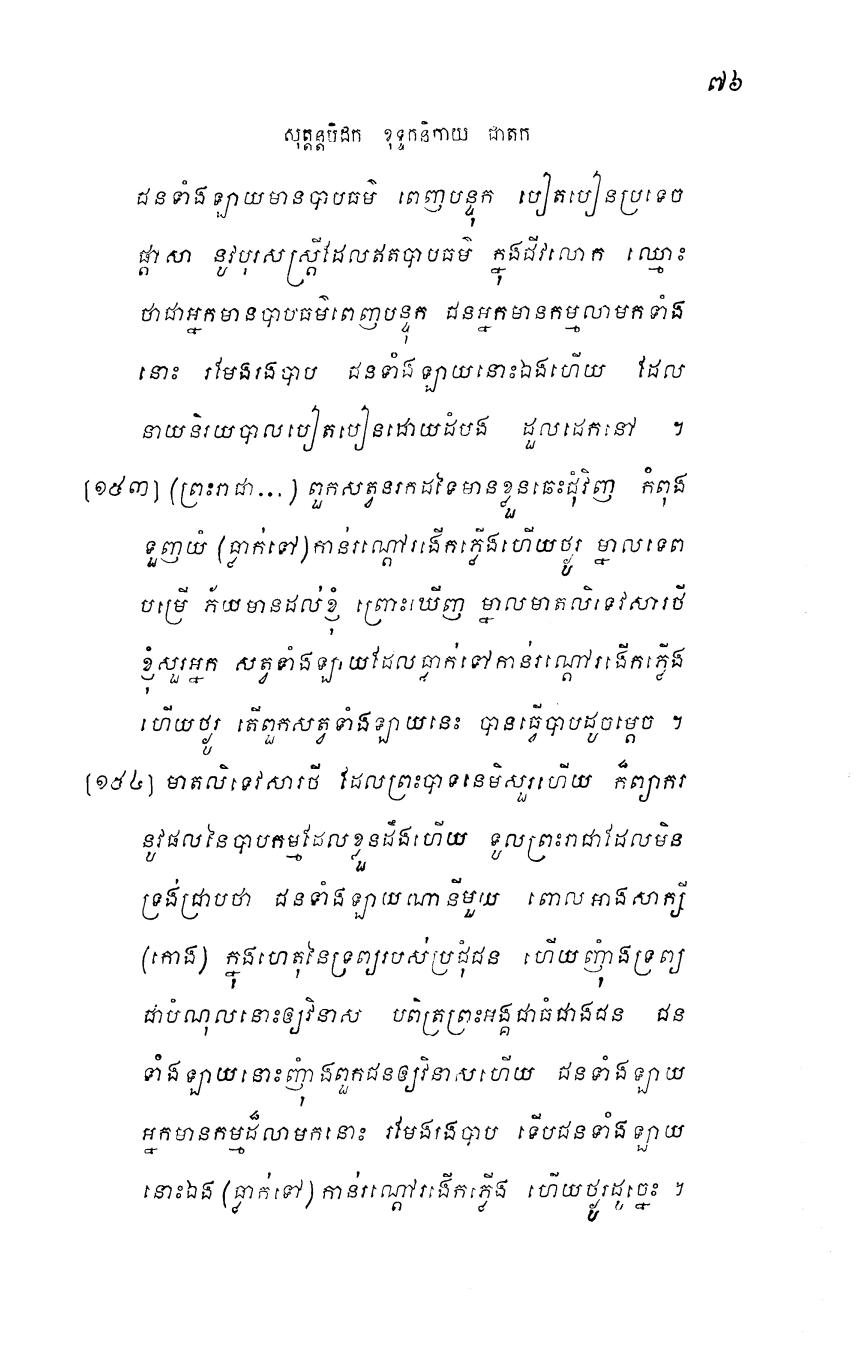 ៧៦
សុត្តន្តបិដក ខុទ្ទកនិកាយ ជាតក
ជនទាំងឡាយមានបាបធម៌ ពេញបន្ទុក បៀតបៀនប្រទេច
ផ្តាសា នូវបុរសស្ត្រីដែលឥតបាបធម៌ ក្នុងជីវលោក ឈ្មោះ
ថាជាអ្នកមានបាបធម៌ពេញបន្ទុក ជនអ្នកមានកម្មលាមកទាំង
នោះ រមែងរងបាប ជនទាំងឡាយនោះឯងហើយ ដែល
នាយនិរយបាលបៀតបៀនដោយដំបង ដួលដេកនៅ ។
[១៥៣] (ព្រះរាជា...) ពួកសត្វនរកដទៃមានខ្លួនឆេះជុំវិញ កំពុង
ទួញយំ (ធ្លាក់ទៅ)កាន់រណ្តៅរងើកភ្លើងហើយថ្ងូរ ម្នាលទេព
បម្រើ ភ័យមានដល់ខ្ញុំ ព្រោះឃើញ ម្នាលមាតលិទេវសារថី
ខ្ញុំសួរអ្នក សត្វទាំងឡាយដែលធ្លាក់ទៅកាន់រណ្តៅរងើកភ្លើង
ហើយថ្ងូរ តើពួកសត្វទាំងឡាយនេះ បានធ្វើបាបដូចម្តេច ។
[១៥៤] មាតលិទេវសារថី ដែលព្រះបាទនេមិសួរហើយ ក៏ព្យាករ
នូវផលនៃបាបកម្មដែលខ្លួនដឹងហើយ ទូលព្រះរាជាដែលមិន
ទ្រង់ជ្រាបថា ជនទាំងឡាយណានីមួយ ពោលអាងសាក្សី
(កោង) ក្នុងហេតុនៃទ្រព្យរបស់ប្រជុំជន ហើយញុំាងទ្រព្យ
ជាបំណុលនោះឲ្យវិនាស បពិត្រព្រះអង្គជាធំជាងជន ជន
ទាំងឡាយនោះញុំាងពួកជនឲ្យវិនាសហើយ ជនទាំងឡាយ
អ្នកមានកម្មដ៏លាមកនោះ រមែងរងបាប ទើបជនទាំងឡាយ
នោះឯង (ធ្លាក់ទៅ)កាន់រណ្តៅរងើកភ្លើង ហើយថ្ងូរដូច្នេះ ។